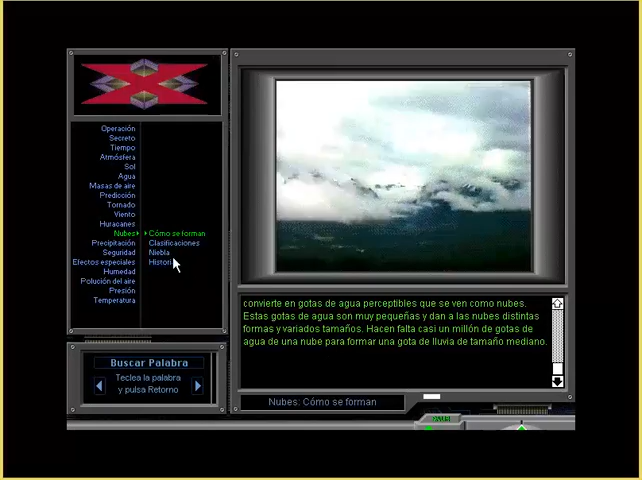 Operación
Secreto
Tiempo
Atmósfera
Sol
Agua
Masas de aire
Predicción
Tornado
Viento
Huracanes
Nubes
Precipitación
Seguridad
Efectos especiales
Humedad
Polución del aire
Presión
Temperatura
Cómo se forman
Clasificaciones
Niebla
Histori
Buscar Palabra
Teclea la palabra
y pulsa Retorno
convierte en gotas de agua perceptibles que se ven como nubes.
Estas gotas de agua son muy pequeñas y dan a las nubes distintas
formas y variados tamaños. Hacen falta casi un millón de gotas de
agua de una nube para formar una gota de lluvia de tamaño mediano.
Nubes: Cómo se forman